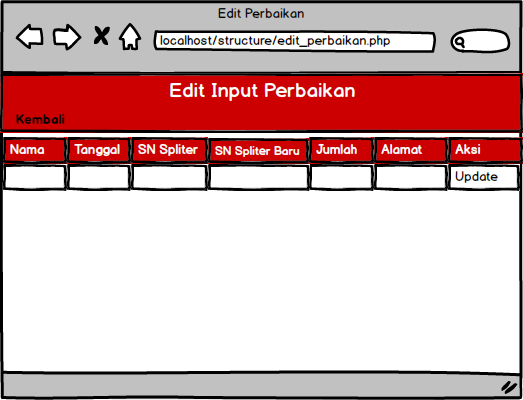 Edit Perbaikan
localhost/structure/edit_perbaikan.php
Edit Input Perbaikan
Kembali
Nama Tanggal SN Spliter SN Spliter Baru Jumlah Alamat Aksi
Update